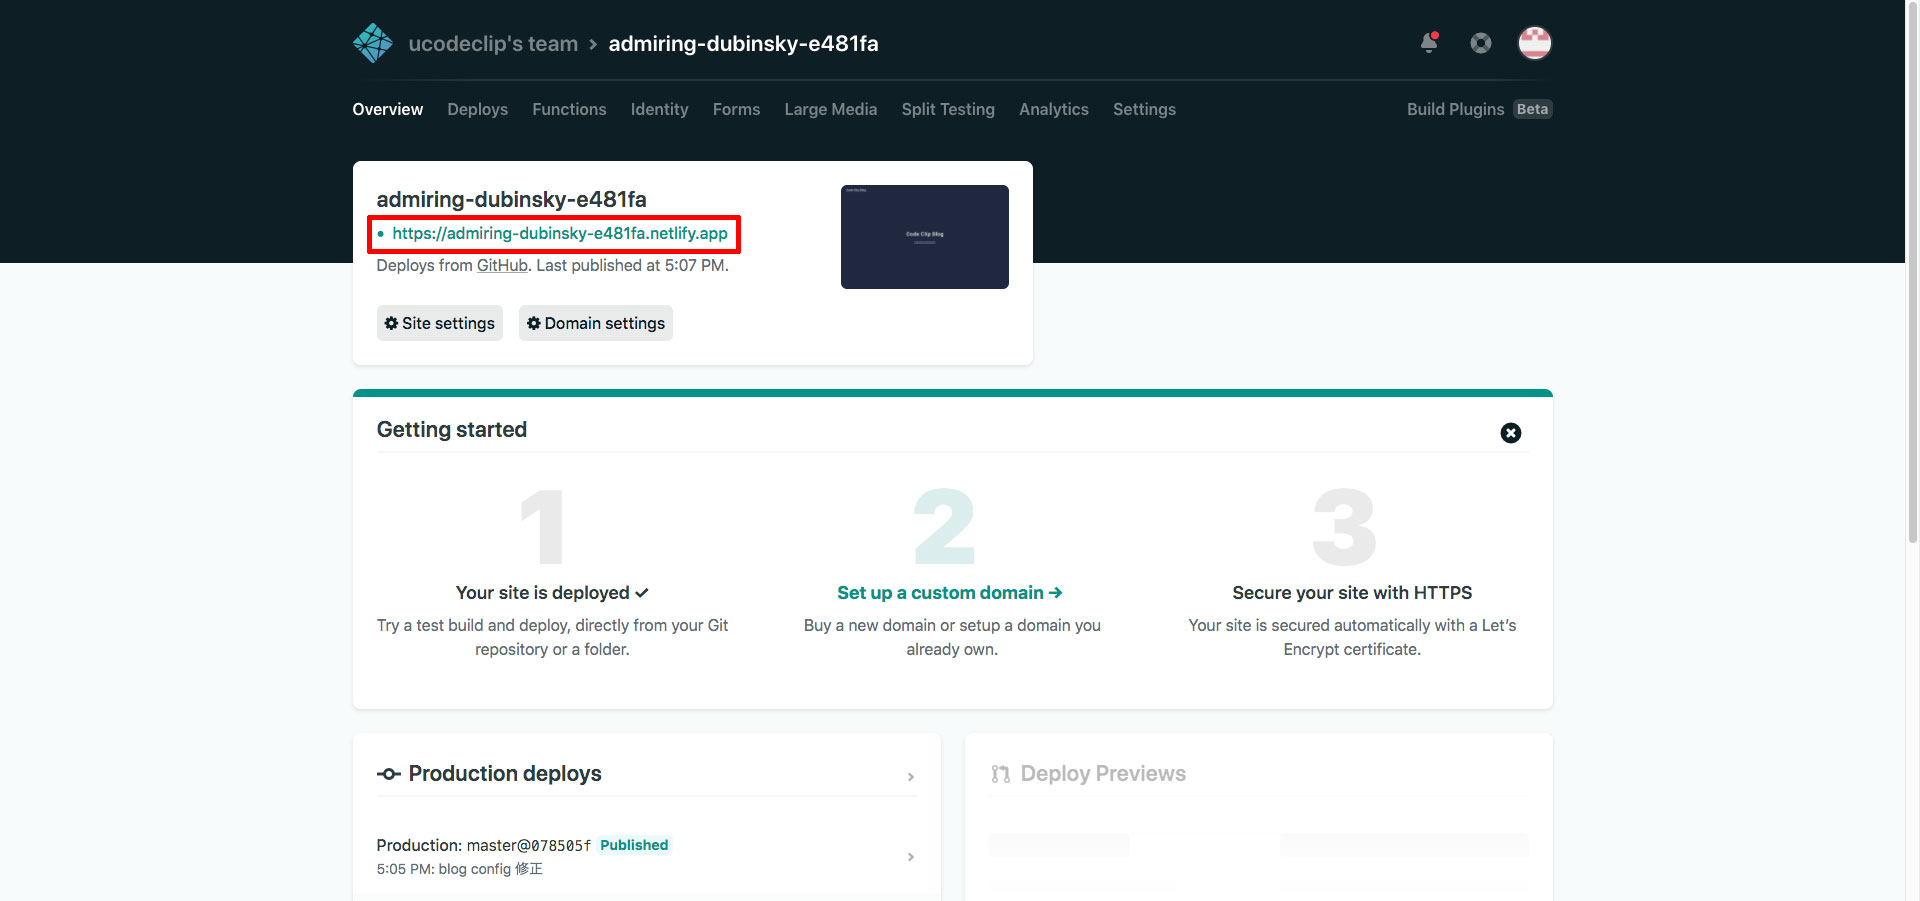 ucodeclip's team > admiring-dubinsky-e481fa
Overview Deploys Functions Identity Forms Large Media Split Testing Analytics Settings Build Plugins Beta
admiring-dubinsky-e481fa
• https://admiring-dubinsky-e481fa.netlify.app
Deploys from GitHub. Last published at 5:07 PM.
Code Clip Blog
Site settings Domain settings
Getting started
1
Your site is deployed ✓
Try a test build and deploy, directly from your Git
repository or a folder.
2
Set up a custom domain →
Buy a new domain or setup a domain you
already own.
3
Secure your site with HTTPS
Your site is secured automatically with a Let’s
Encrypt certificate.
Production deploys
Production: master@078505f Published
5:05 PM: blog config 修正
Deploy Previews